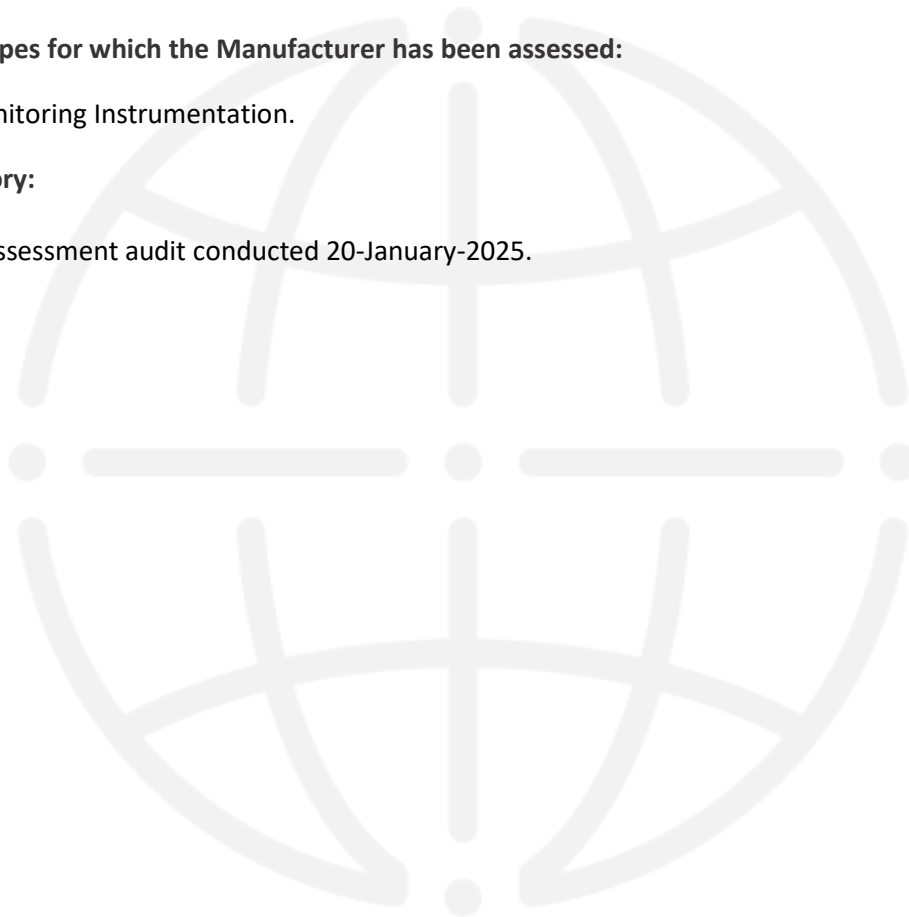 pes for which the Manufacturer has been assessed:
nitoring Instrumentation.
ory:
ssessment audit conducted 20-January-2025.